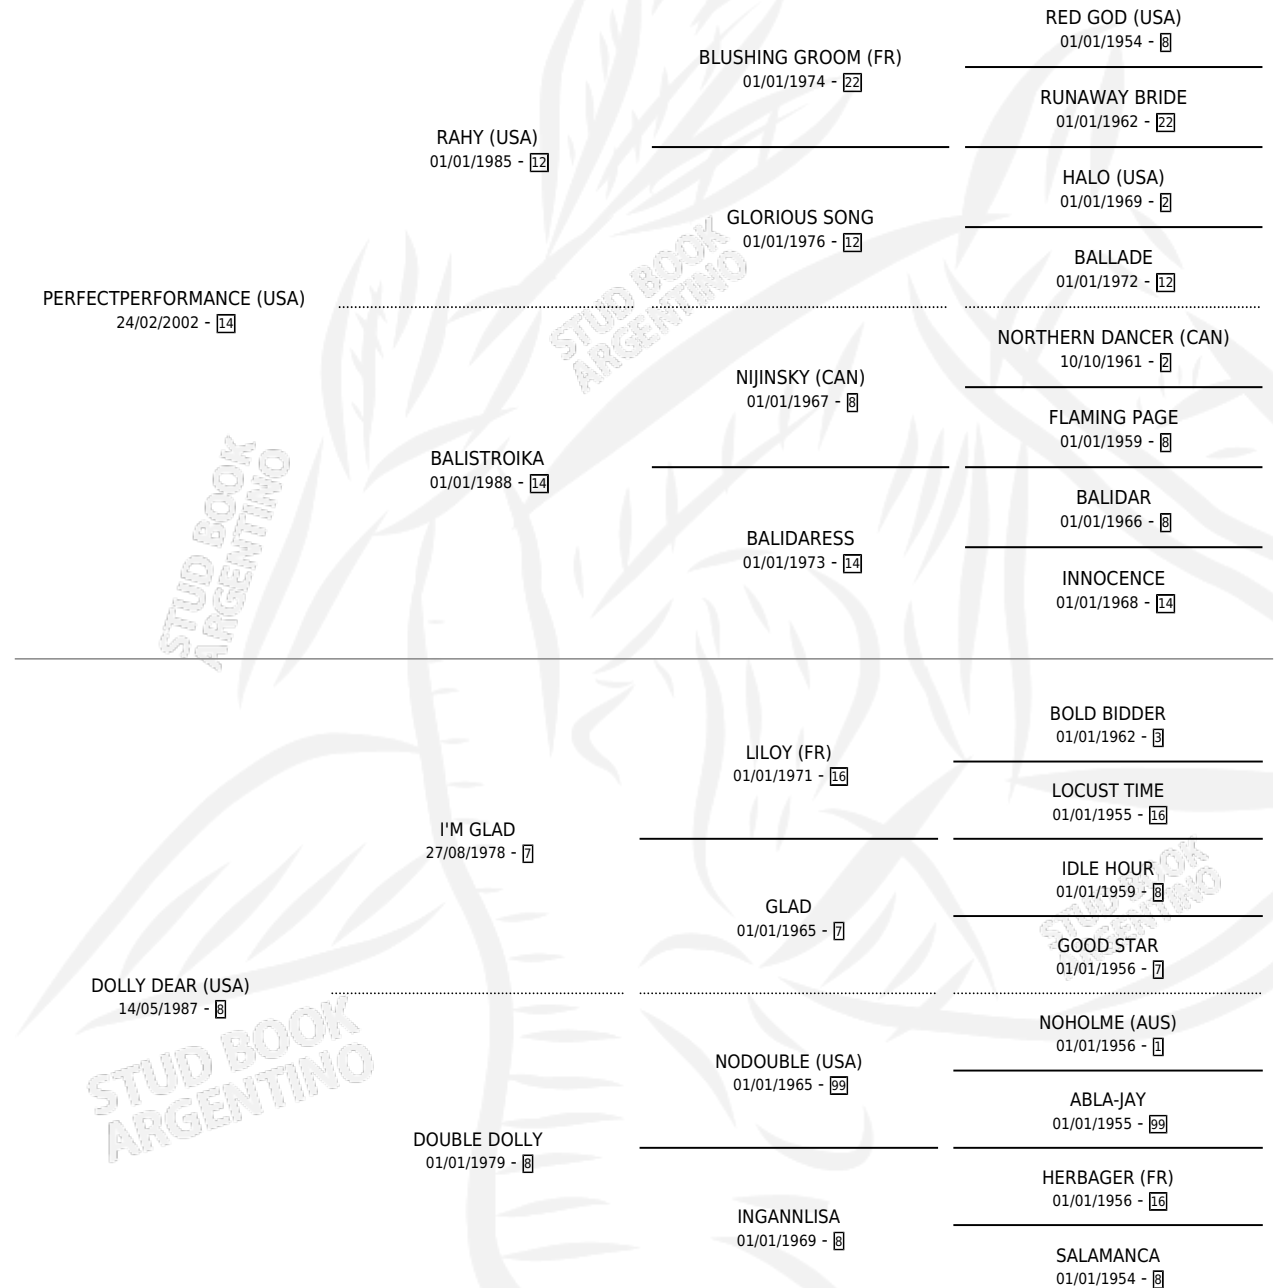 RED GOD (USA)
01/01/1954 - 8
BLUSHING GROOM (FR)
01/01/1974 - 22
RUNAWAY BRIDE
01/01/1962 - 22
RAHY (USA)
01/01/1985 - 12
HALO (USA)
01/01/1969 - 2
GLORIOUS SONG
01/01/1976 - 12
BALLADE
01/01/1972 - 12
PERFECTPERFORMANCE (USA)
24/02/2002 - 14
NORTHERN DANCER (CAN)
10/10/1961 - 2
NIJINSKY (CAN)
01/01/1967 - 8
FLAMING PAGE
01/01/1959 - 8
BALISTROIKA
01/01/1988 - 14
BALIDAR
01/01/1966 - 8
BALIDARESS
01/01/1973 - 14
INNOCENCE
01/01/1968 - 14
BOLD BIDDER
01/01/1962 - 3
LILOY (FR)
01/01/1971 - 16
LOCUST TIME
01/01/1955 - 16
I'M GLAD
27/08/1978 - 7
IDLE HOUR
01/01/1959 - 8
GLAD
01/01/1965 - 7
GOOD STAR
01/01/1956 - 7
DOLLY DEAR (USA)
14/05/1987 - 8
NOHOLME (AUS)
01/01/1956 - 1
NODOUBLE (USA)
01/01/1965 - 99
ABLA-JAY
01/01/1955 - 99
DOUBLE DOLLY
01/01/1979 - 8
HERBAGER (FR)
01/01/1956 - 16
INGANNLISA
01/01/1969 - 8
SALAMANCA
01/01/1954 - 8
STUD BOOK
ARGENTINO
STUD BOOK
ARGENTINO
STUD BOOK
ARGENTINO
STUD BOOK
ARGENTINO